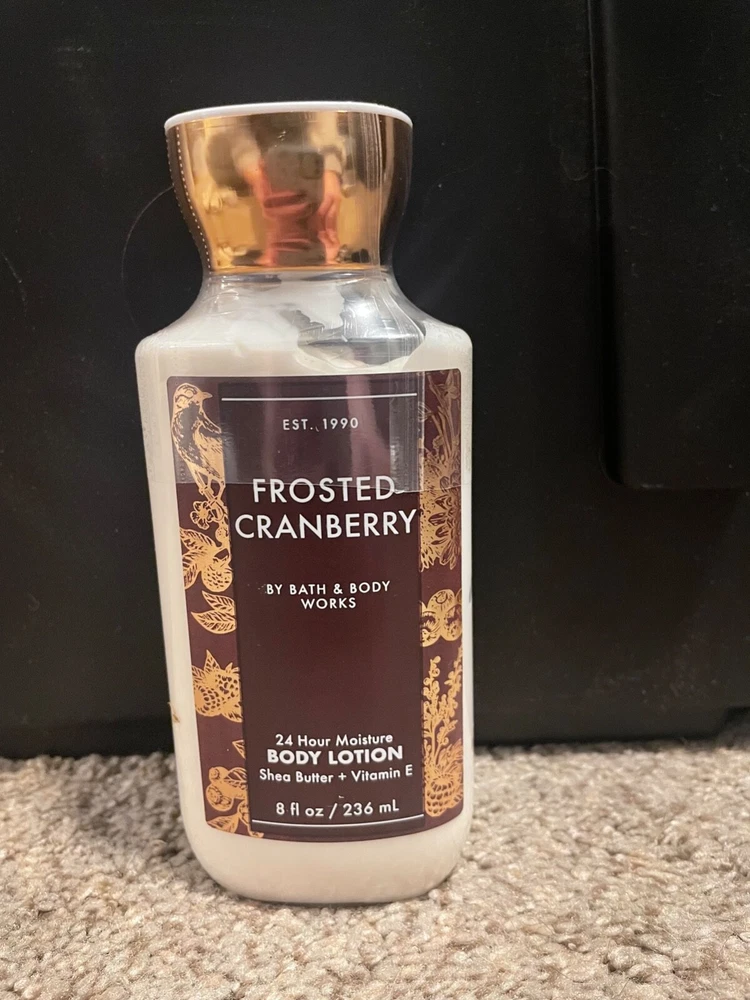 EST. 1990
FROSTED
CRANBERRY
BY BATH & BODY
WORKS
24 Hour Moisture
BODY LOTION
Shea Butter + Vitamin E
8 fl oz / 236 mL